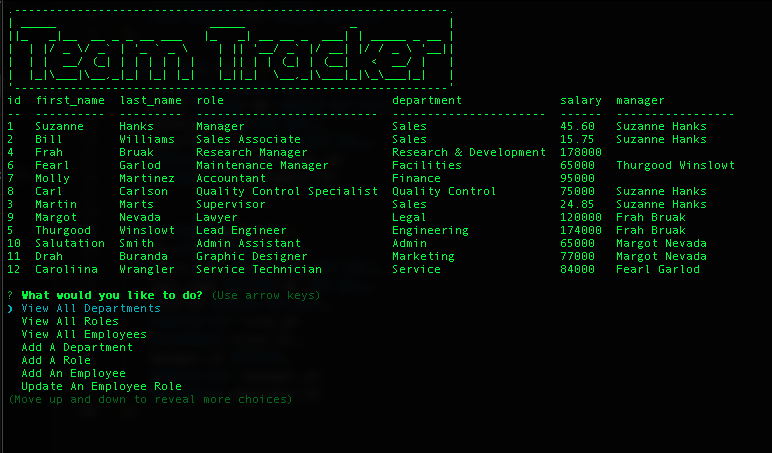 Team Tracker
id first_name last_name role department salary manager
-- ---------- --------- -------------------------- ---------------------- ------ -----------------
1 Suzanne Hanks Manager Sales 45.60 Suzanne Hanks
2 Bill Williams Sales Associate Sales 15.75 Suzanne Hanks
4 Frah Bruak Research Manager Research & Development 178000
6 Fearl Garlod Maintenance Manager Facilities 65000 Thurgood Winslowt
7 Molly Martinez Accountant Finance 95000
8 Carl Carlson Quality Control Specialist Quality Control 75000 Suzanne Hanks
3 Martin Marts Supervisor Sales 24.85 Suzanne Hanks
9 Margot Nevada Lawyer Legal 120000 Frah Bruak
5 Thurgood Winslowt Lead Engineer Engineering 174000 Frah Bruak
10 Salutation Smith Admin Assistant Admin 65000 Margot Nevada
11 Drah Buranda Graphic Designer Marketing 77000 Margot Nevada
12 Caroliina Wrangler Service Technician Service 84000 Fearl Garlod
? What would you like to do? (Use arrow keys)
❯ View All Departments
View All Roles
View All Employees
Add A Department
Add A Role
Add An Employee
Update An Employee Role
(Move up and down to reveal more choices)